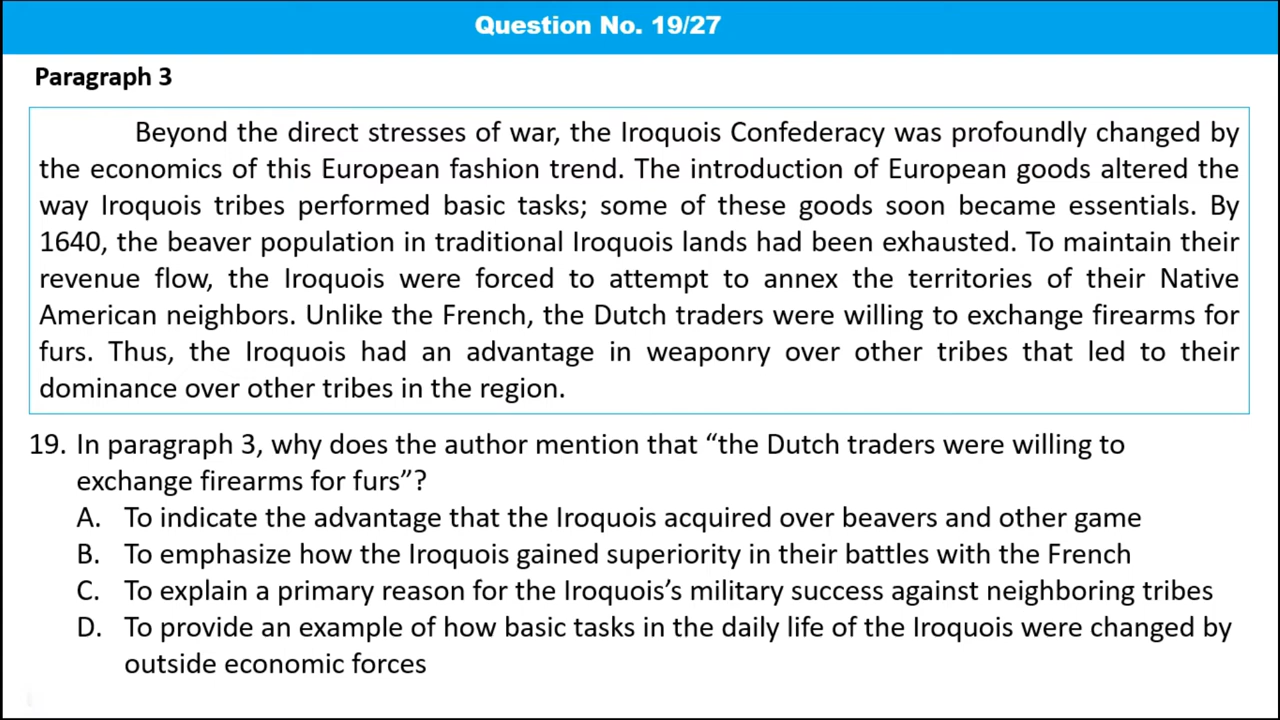 Question No. 19/27
Paragraph 3
Beyond the direct stresses of war, the Iroquois Confederacy was profoundly changed by
the economics of this European fashion trend. The introduction of European goods altered the
way Iroquois tribes performed basic tasks; some of these goods soon became essentials. By
1640, the beaver population in traditional Iroquois lands had been exhausted. To maintain their
revenue flow, the Iroquois were forced to attempt to annex the territories of their Native
American neighbors. Unlike the French, the Dutch traders were willing to exchange firearms for
furs. Thus, the Iroquois had an advantage in weaponry over other tribes that led to their
dominance over other tribes in the region.
19. In paragraph 3, why does the author mention that “the Dutch traders were willing to
exchange firearms for furs”?
A. To indicate the advantage that the Iroquois acquired over beavers and other game
B. To emphasize how the Iroquois gained superiority in their battles with the French
C. To explain a primary reason for the Iroquois’s military success against neighboring tribes
D. To provide an example of how basic tasks in the daily life of the Iroquois were changed by
outside economic forces